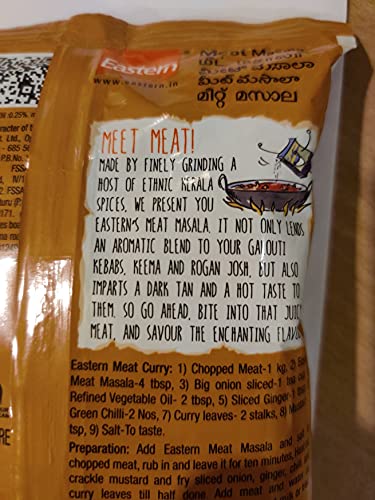 Eastern
Meat Masala
www.eastern.in
മീറ്റ് മസാല
MEET MEAT!
MADE BY FINELY GRINDING A
HOST OF ETHNIC KERALA
SPICES, WE PRESENT YOU
EASTERN'S MEAT MASALA. IT NOT ONLY LENDS
AN AROMATIC BLEND TO YOUR GALOUTI
KEBABS, KEEMA AND ROGAN JOSH, BUT ALSO
IMPARTS A DARK TAN AND A HOT TASTE TO
THEM. SO GO AHEAD, BITE INTO THAT JUICY
MEAT, AND SAVOUR THE ENCHANTING FLAVO
Eastern Meat Curry: 1) Chopped Meat-1 kg, 2)
Meat Masala-4 tbsp, 3) Big onion sliced-1
Refined Vegetable Oil- 2 tbsp, 5) Sliced Ginger-1
Green Chilli-2 Nos, 7) Curry leaves- 2 stalks, 8)
tsp, 9) Salt-To taste.
Preparation: Add Eastern Meat Masala and
chopped meat, rub in and leave it for ten minutes,
crackle mustard and fry sliced onion, ginger,
curry leaves till half done. Add meat and